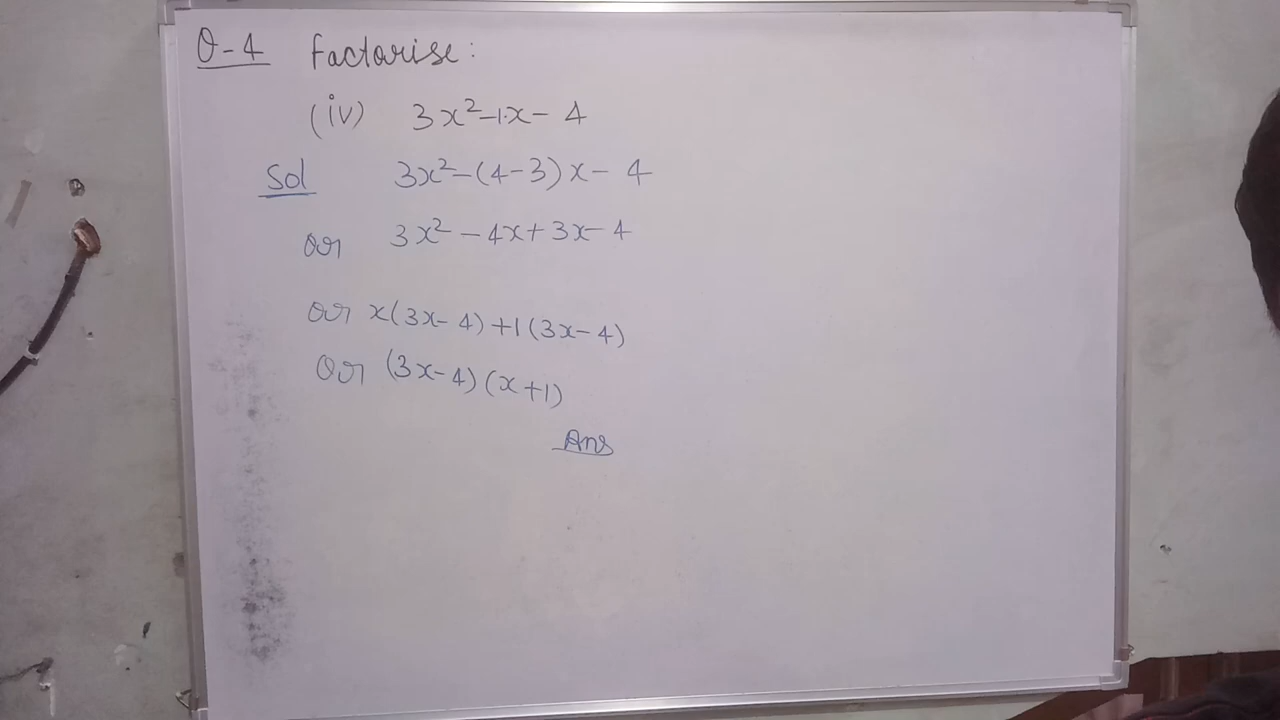 Q-4 Factorise:
(iv) 3x²-1·x-4
Sol 3x²-(4-3)x-4
or 3x²-4x+3x-4
or x(3x-4)+1(3x-4)
Or (3x-4)(x+1)
Ans